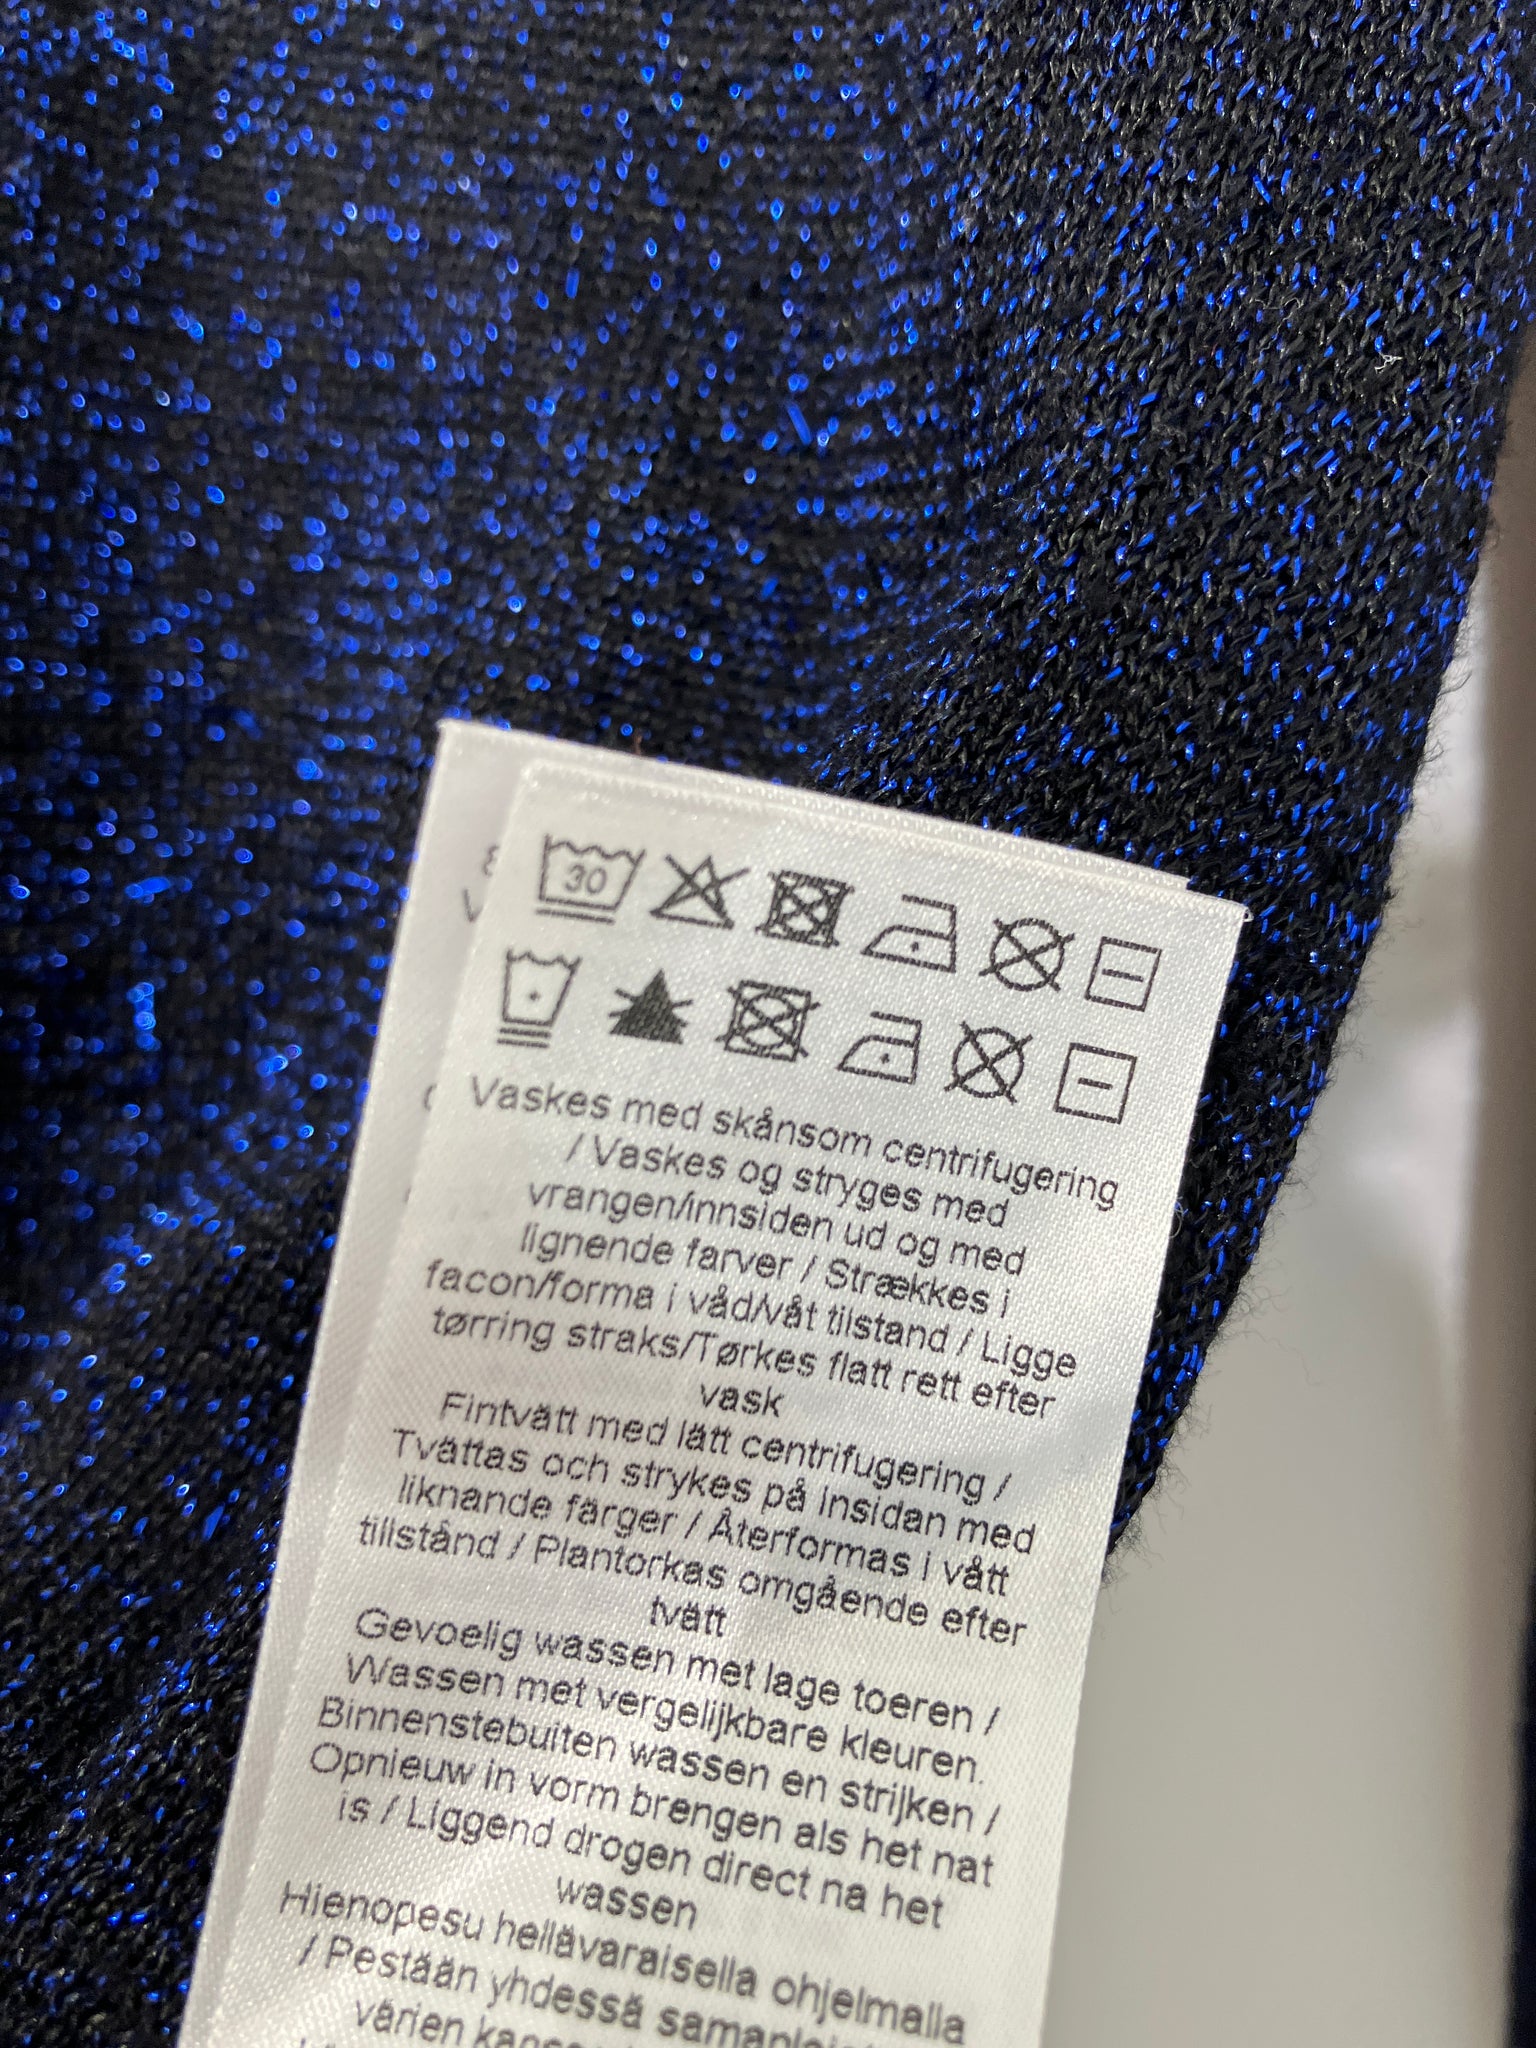 30
Vaskes med skånsom centrifugering
/ Vaskes og stryges med
vrangen/innsiden ud og med
lignende farver / Strækkes i
facon/forma i våd/våt tilstand / Ligge
tørring straks/Tørkes flatt rett efter
vask
Fintvätt med lätt centrifugering /
Tvättas och strykes på insidan med
liknande färger / Återformas i vått
tillstånd / Plantorkas omgående efter
tvätt
Gevoelig wassen met lage toeren /
Wassen met vergelijkbare kleuren.
Binnenstebuiten wassen en strijken /
Opnieuw in vorm brengen als het nat
is / Liggend drogen direct na het
wassen
Hienopesu hellävaraisella ohjelmalla
/ Pestään yhdessä
värien